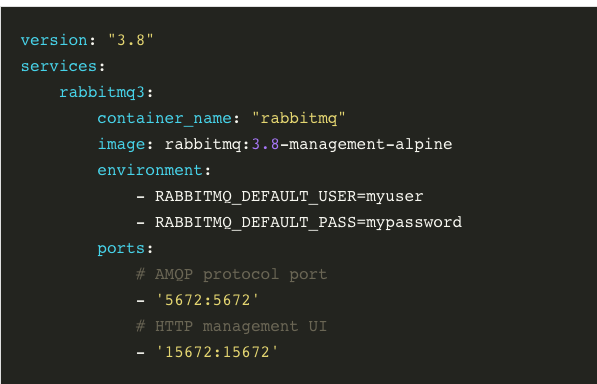 version: "3.8"
services:
    rabbitmq3:
        container_name: "rabbitmq"
        image: rabbitmq:3.8-management-alpine
        environment:
            - RABBITMQ_DEFAULT_USER=myuser
            - RABBITMQ_DEFAULT_PASS=mypassword
        ports:
            # AMQP protocol port
            - '5672:5672'
            # HTTP management UI
            - '15672:15672'